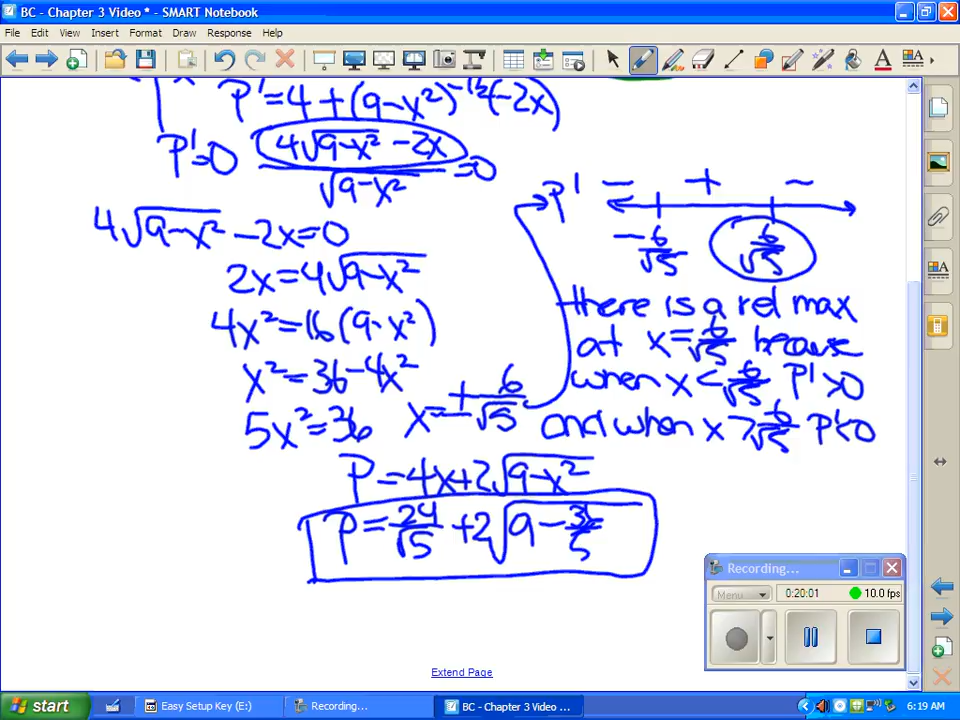 BC - Chapter 3 Video * - SMART Notebook
File Edit View Insert Format Draw Response Help
P'=4+(9-x²)^-1/2(-2x)
P'=0 (4√(9-x²) -2x)/√(9-x²) =0
4√(9-x²) -2x=0
2x=4√(9-x²)
4x²=16(9-x²)
x²=36-4x²
5x²=36 x=±6/√5
P' - + -
-6/√5 6/√5
there is a rel max
at x=6/√5 because
when x<6/√5 P'>0
and when x>6/√5 P'<0
P=4x+2√(9-x²)
P=24/√5+2√(9-36/5)
Recording...
Menu 0:20:01 10.0 fps
Extend Page
start Easy Setup Key (E:) Recording... BC - Chapter 3 Video ... 6:19 AM